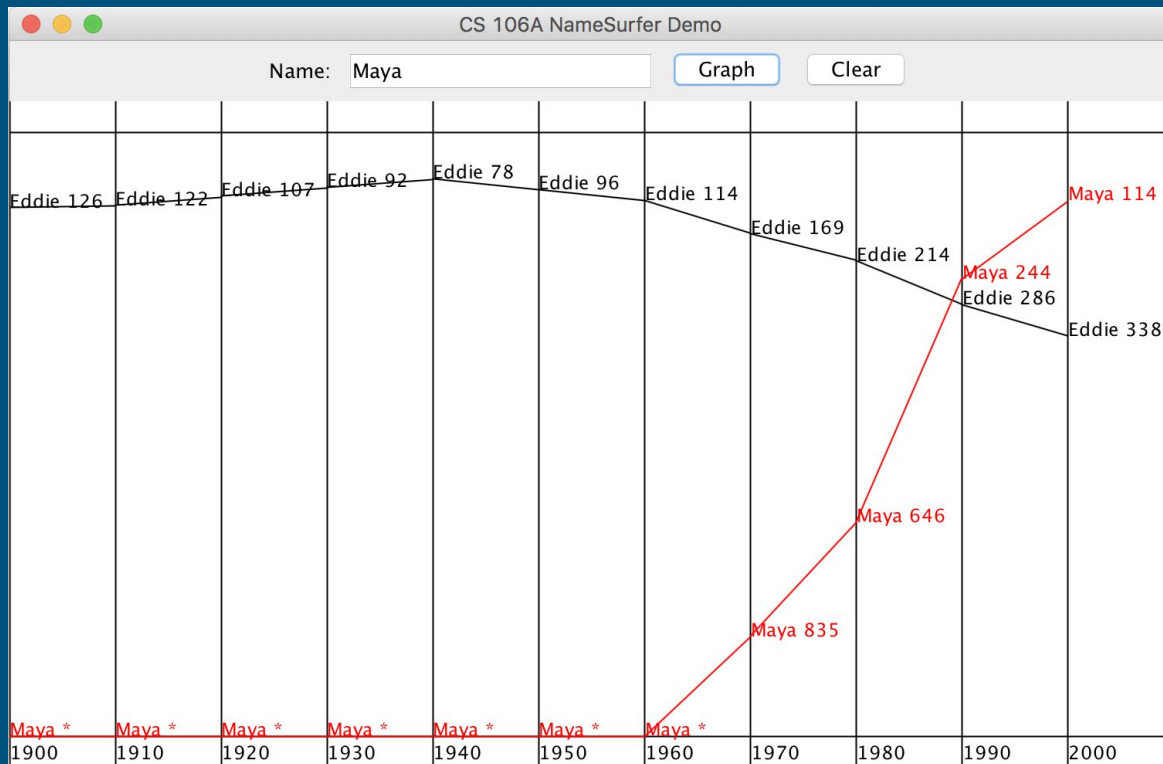 CS 106A NameSurfer Demo
Name: Maya Graph Clear
Eddie 126 Eddie 122 Eddie 107 Eddie 92 Eddie 78 Eddie 96 Eddie 114 Maya 114
Eddie 169
Eddie 214
Maya 244
Eddie 286
Eddie 338
Maya 646
Maya 835
Maya * Maya * Maya * Maya * Maya * Maya * Maya *
1900 1910 1920 1930 1940 1950 1960 1970 1980 1990 2000